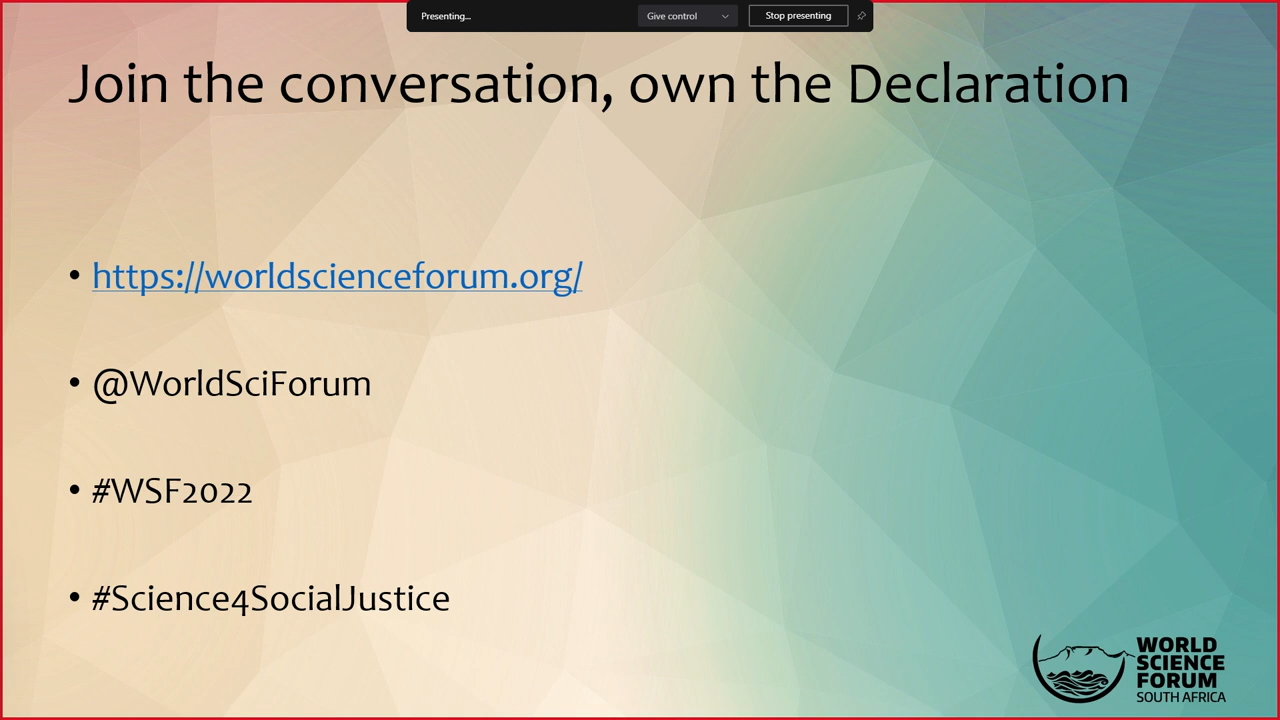 Presenting...
Give control
Stop presenting
Join the conversation, own the Declaration
• https://worldscienceforum.org/
• @WorldSciForum
• #WSF2022
• #Science4SocialJustice
WORLD
SCIENCE
FORUM
SOUTH AFRICA